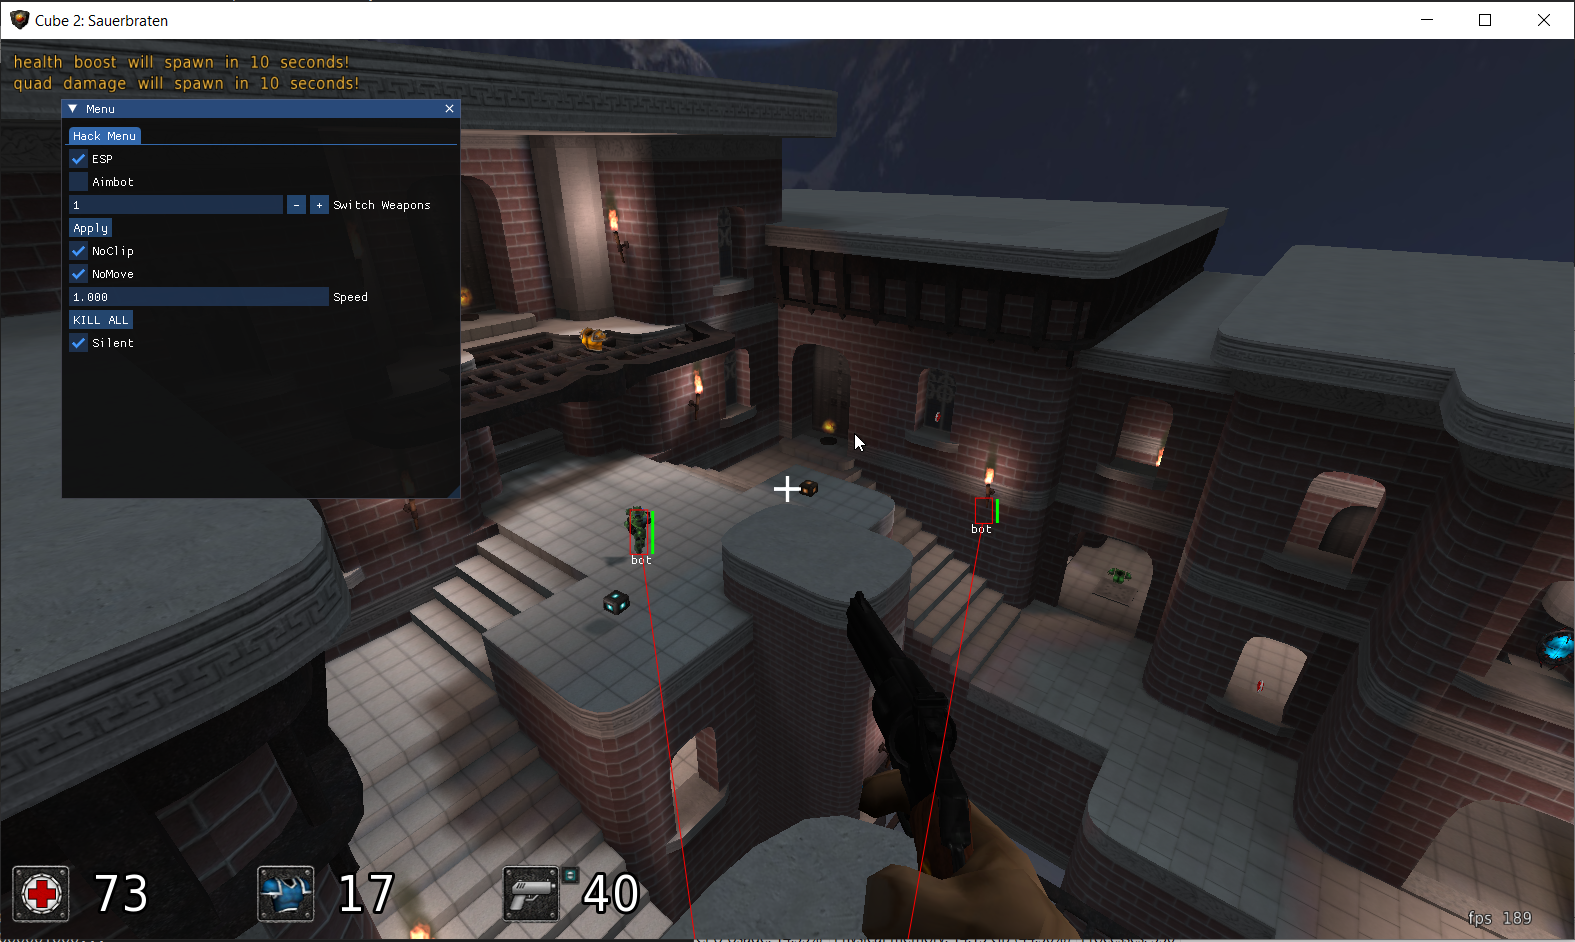 Cube 2: Sauerbraten
health boost will spawn in 10 seconds!
quad damage will spawn in 10 seconds!
Menu
Hack Menu
ESP
Aimbot
1 - + Switch Weapons
Apply
NoClip
NoMove
1.000 Speed
KILL ALL
Silent
bot
bot
73 17 40
fps 189